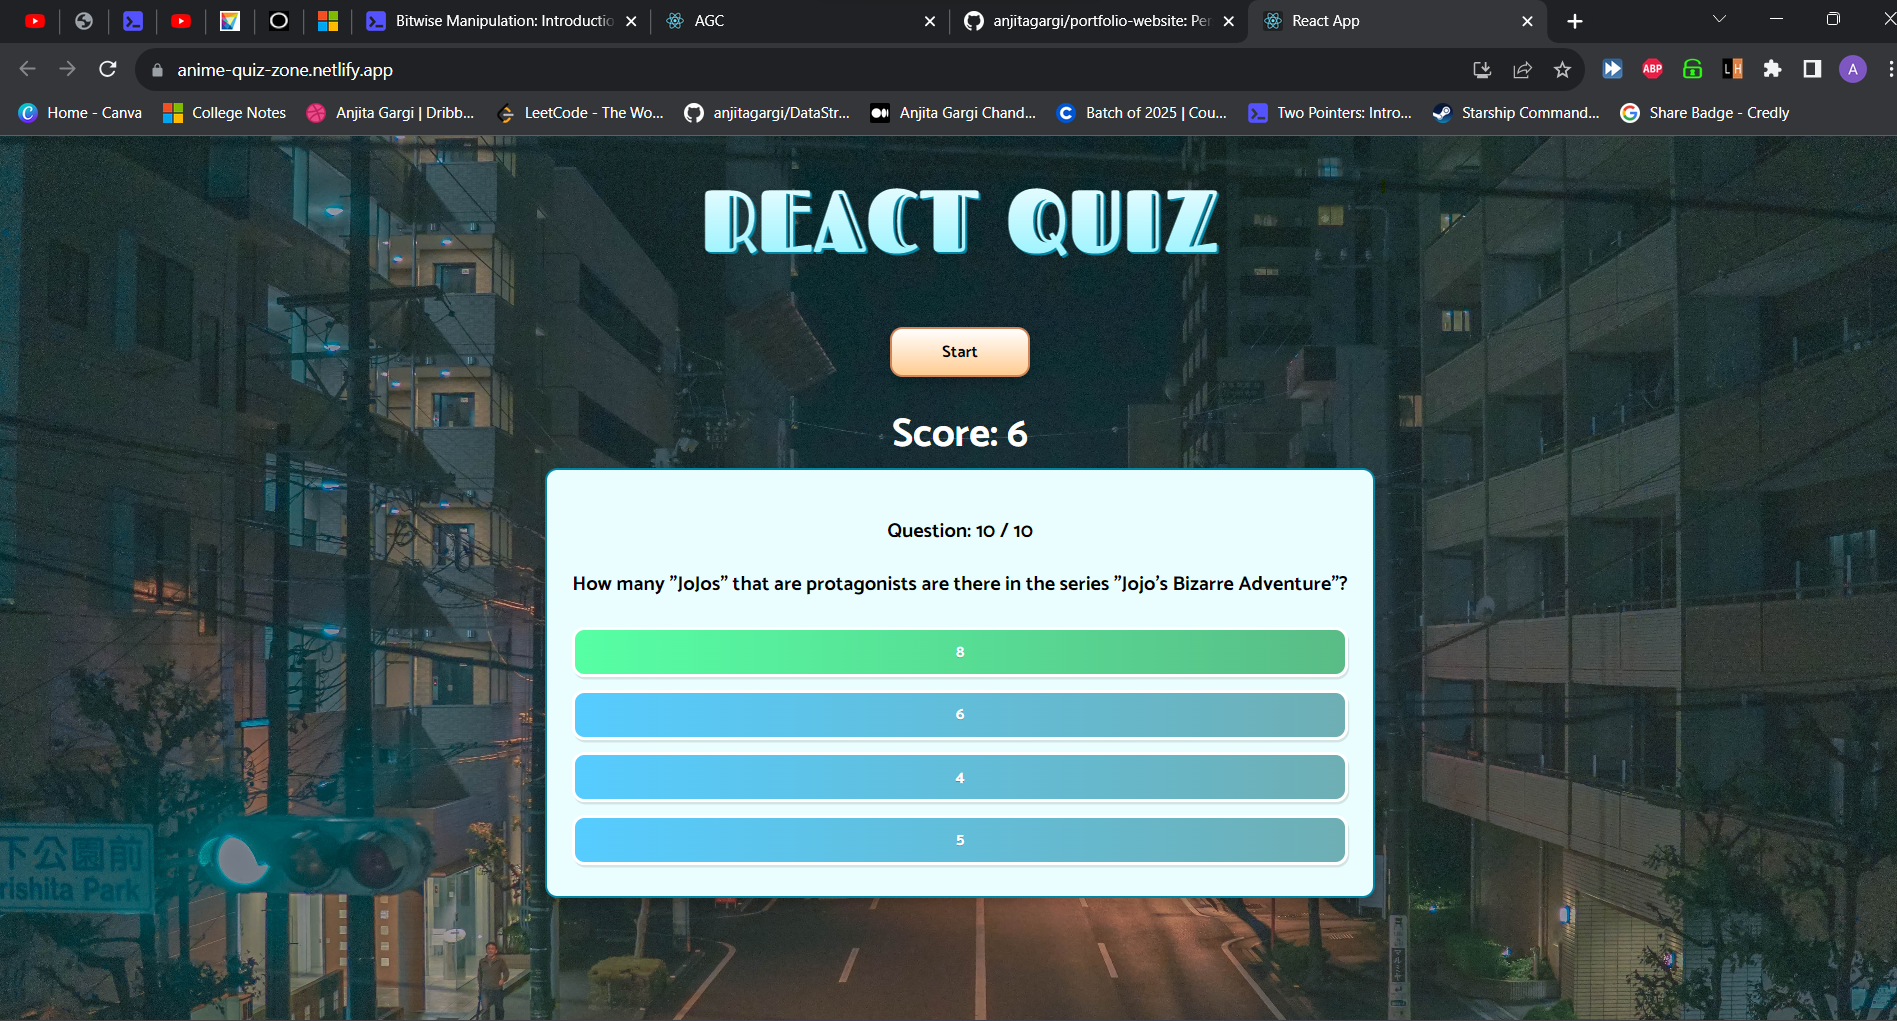 Bitwise Manipulation: Introductio
AGC
anjitagargi/portfolio-website: Per
React App
anime-quiz-zone.netlify.app
ABP
LH
A
Home - Canva
College Notes
Anjita Gargi | Dribb...
LeetCode - The Wo...
anjitagargi/DataStr...
Anjita Gargi Chand...
Batch of 2025 | Cou...
Two Pointers: Intro...
Starship Command...
Share Badge - Credly
REACT QUIZ
Start
Score: 6
Question: 10 / 10
How many "JoJos" that are protagonists are there in the series "Jojo's Bizarre Adventure"?
8
6
4
5
下公園前
rishita Park